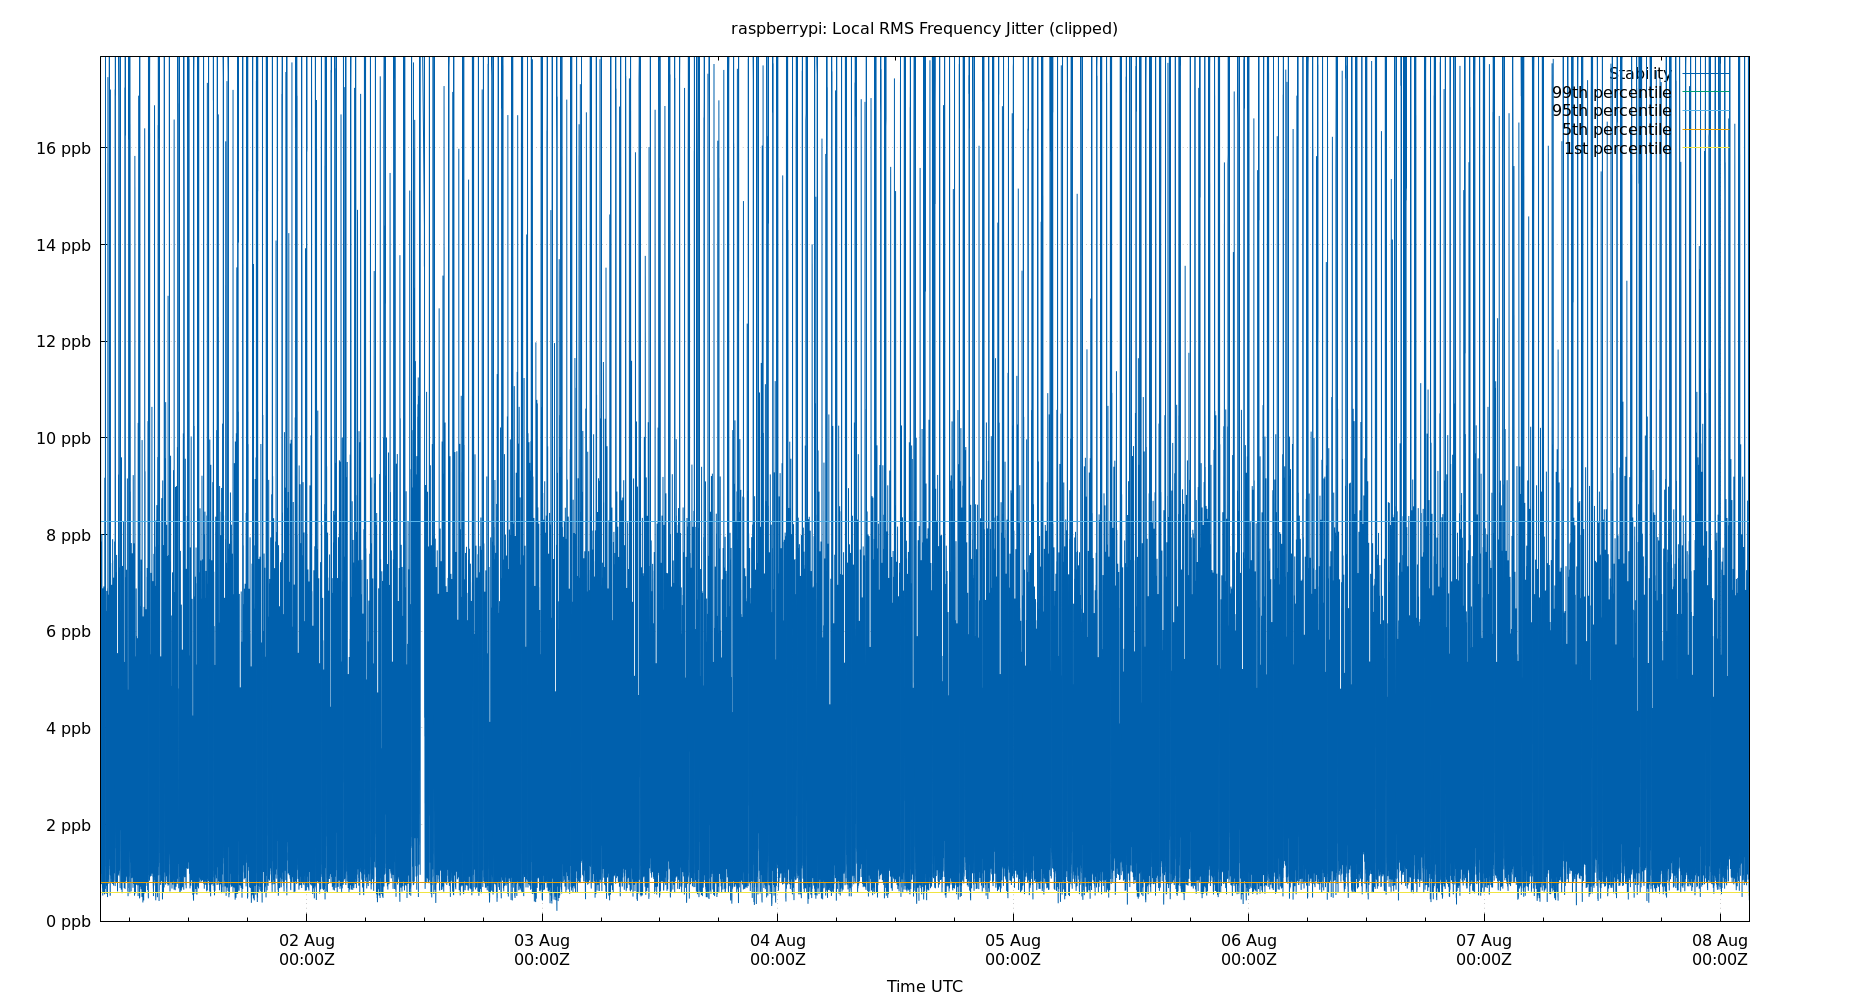 raspberrypi: Local RMS Frequency Jitter (clipped)
Stability
99th percentile
95th percentile
5th percentile
1st percentile
16 ppb
14 ppb
12 ppb
10 ppb
8 ppb
6 ppb
4 ppb
2 ppb
0 ppb
02 Aug 03 Aug 04 Aug 05 Aug 06 Aug 07 Aug 08 Aug
00:00Z 00:00Z 00:00Z 00:00Z 00:00Z 00:00Z 00:00Z
Time UTC